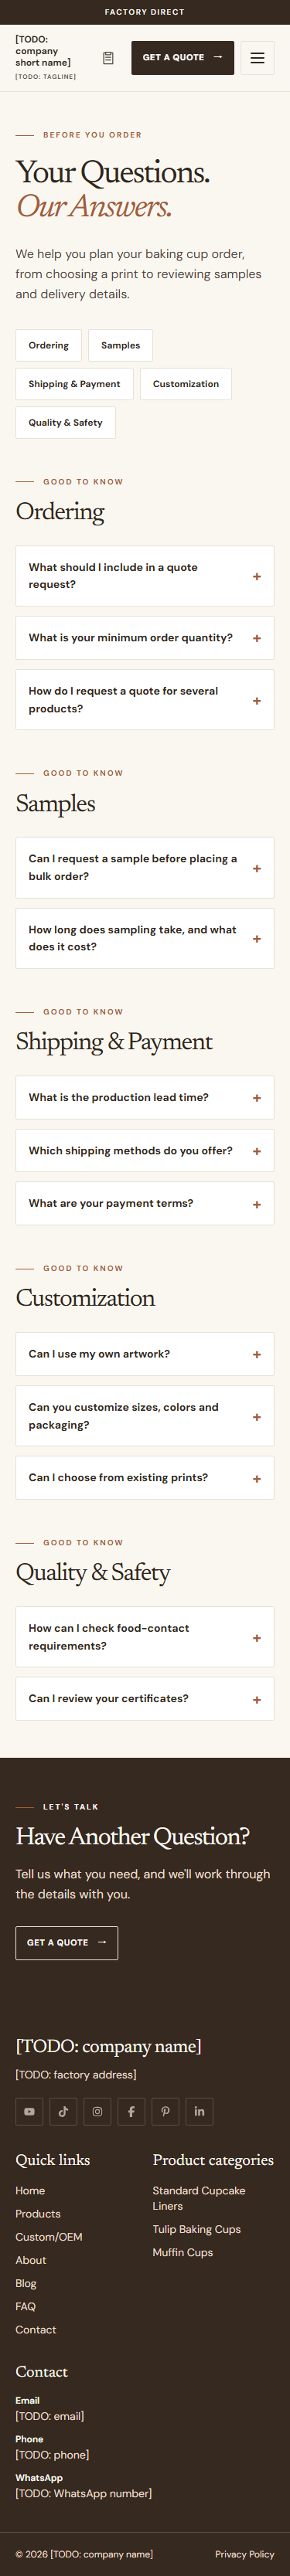 FACTORY DIRECT
[TODO:
company
short name]
[TODO: TAGLINE]
GET A QUOTE →
BEFORE YOU ORDER
Your Questions.
Our Answers.
We help you plan your baking cup order,
from choosing a print to reviewing samples
and delivery details.
Ordering
Samples
Shipping & Payment
Customization
Quality & Safety
GOOD TO KNOW
Ordering
What should I include in a quote
request?
+
What is your minimum order quantity?
+
How do I request a quote for several
products?
+
GOOD TO KNOW
Samples
Can I request a sample before placing a
bulk order?
+
How long does sampling take, and what
does it cost?
+
GOOD TO KNOW
Shipping & Payment
What is the production lead time?
+
Which shipping methods do you offer?
+
What are your payment terms?
+
GOOD TO KNOW
Customization
Can I use my own artwork?
+
Can you customize sizes, colors and
packaging?
+
Can I choose from existing prints?
+
GOOD TO KNOW
Quality & Safety
How can I check food-contact
requirements?
+
Can I review your certificates?
+
LET'S TALK
Have Another Question?
Tell us what you need, and we'll work through
the details with you.
GET A QUOTE →
[TODO: company name]
[TODO: factory address]
Quick links
Home
Products
Custom/OEM
About
Blog
FAQ
Contact
Product categories
Standard Cupcake
Liners
Tulip Baking Cups
Muffin Cups
Contact
Email
[TODO: email]
Phone
[TODO: phone]
WhatsApp
[TODO: WhatsApp number]
© 2026 [TODO: company name]
Privacy Policy